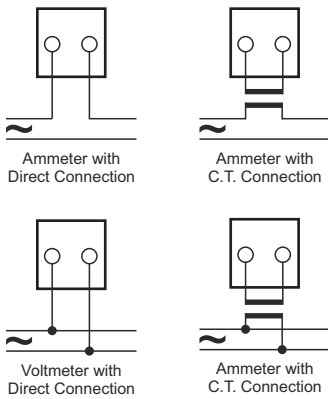 Ammeter with
Direct Connection
Ammeter with
C.T. Connection
Voltmeter with
Direct Connection
Ammeter with
C.T. Connection